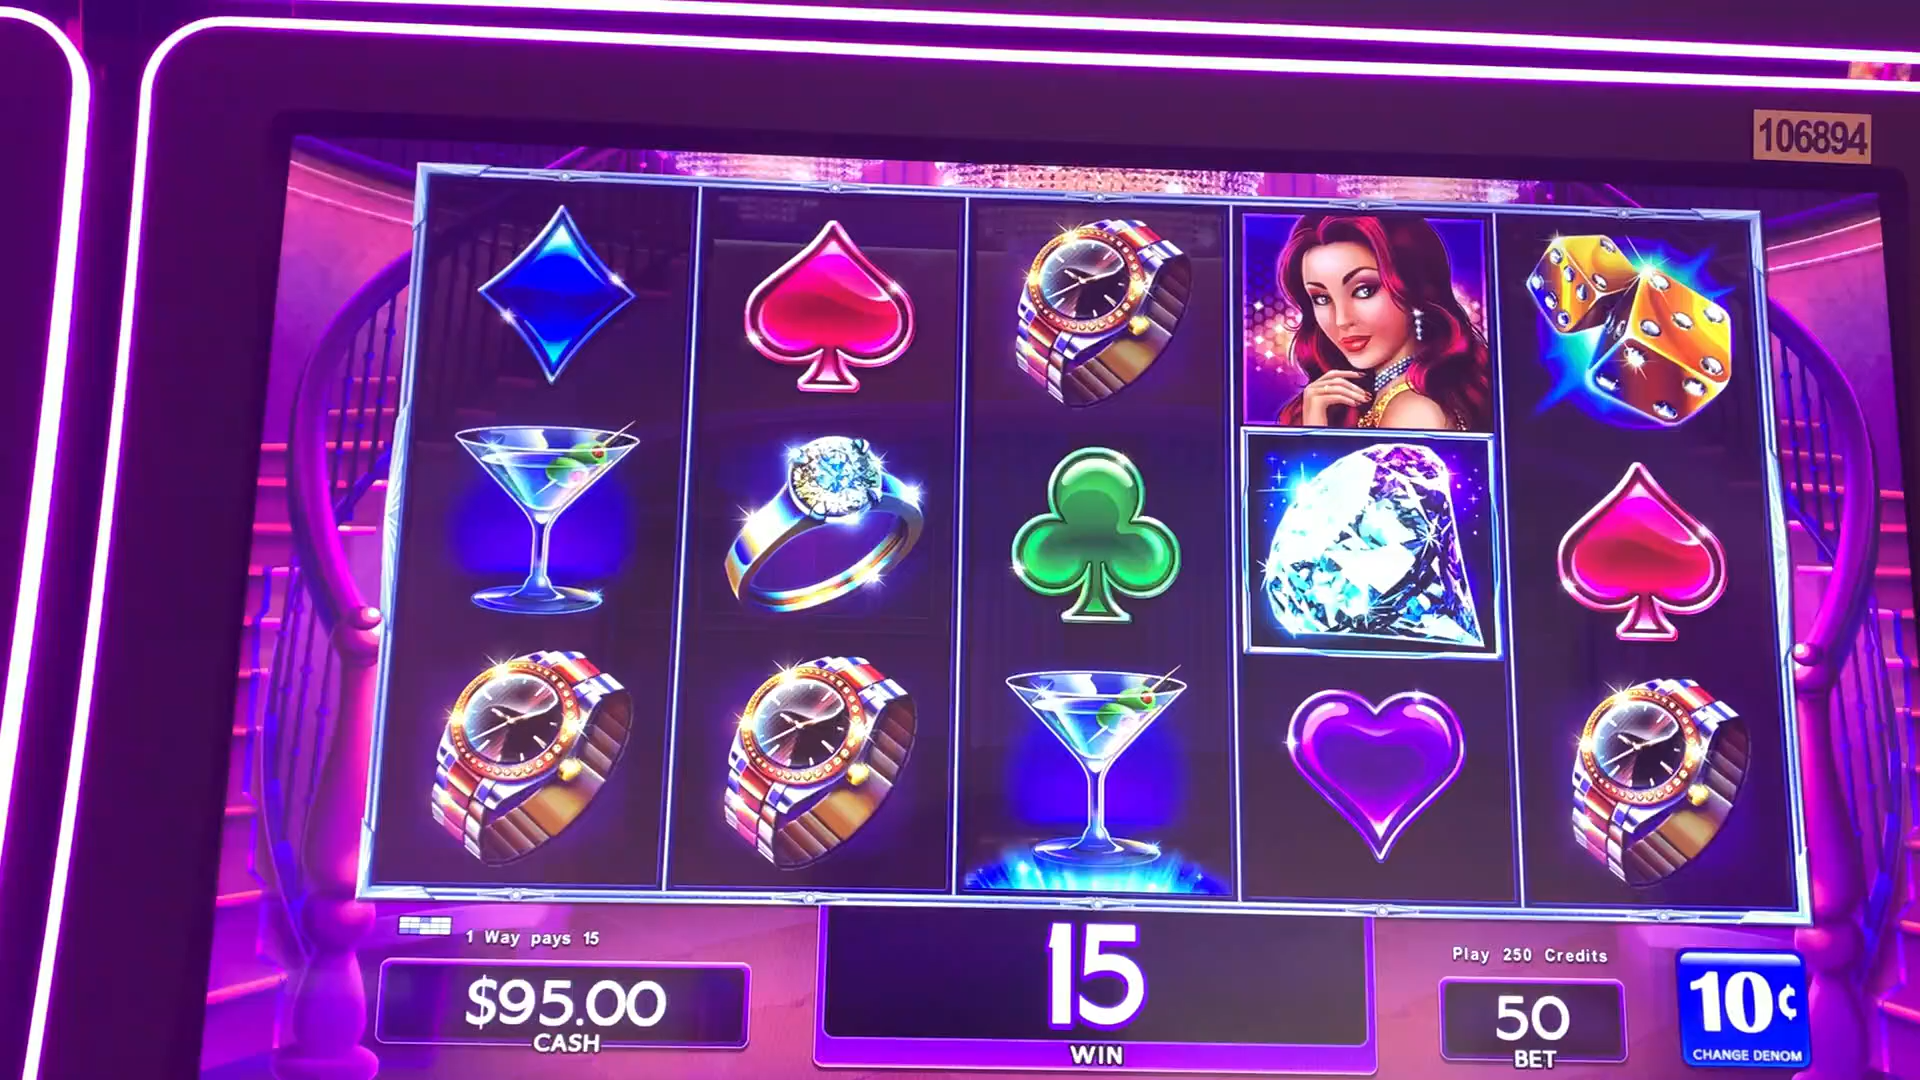 106894
1 Way pays 15
$95.00
CASH
15
WIN
Play 250 Credits
50
BET
10¢
CHANGE DENOM